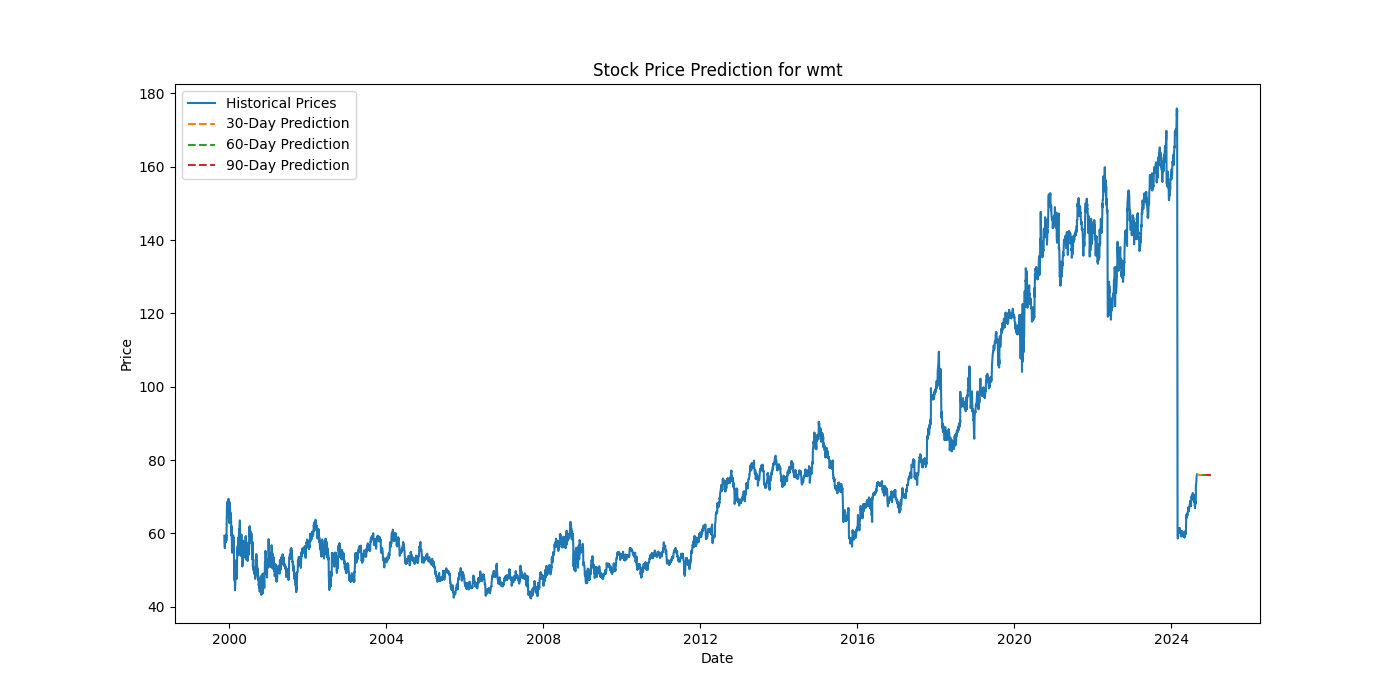 Stock Price Prediction for wmt
Historical Prices
30-Day Prediction
60-Day Prediction
90-Day Prediction
180
160
140
120
100
80
60
40
Price
2000 2004 2008 2012 2016 2020 2024
Date